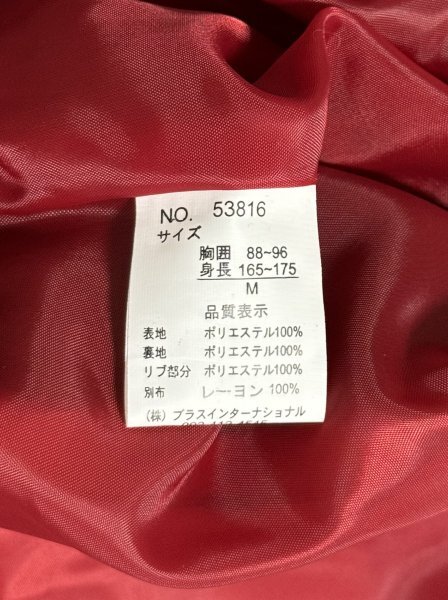 NO. 53816
サイズ
胸囲 88~96
身長 165~175
M
品質表示
表地 ポリエステル100%
裏地 ポリエステル100%
リブ部分 ポリエステル100%
別布 レーヨン 100%
(株) プラスインターナショナル